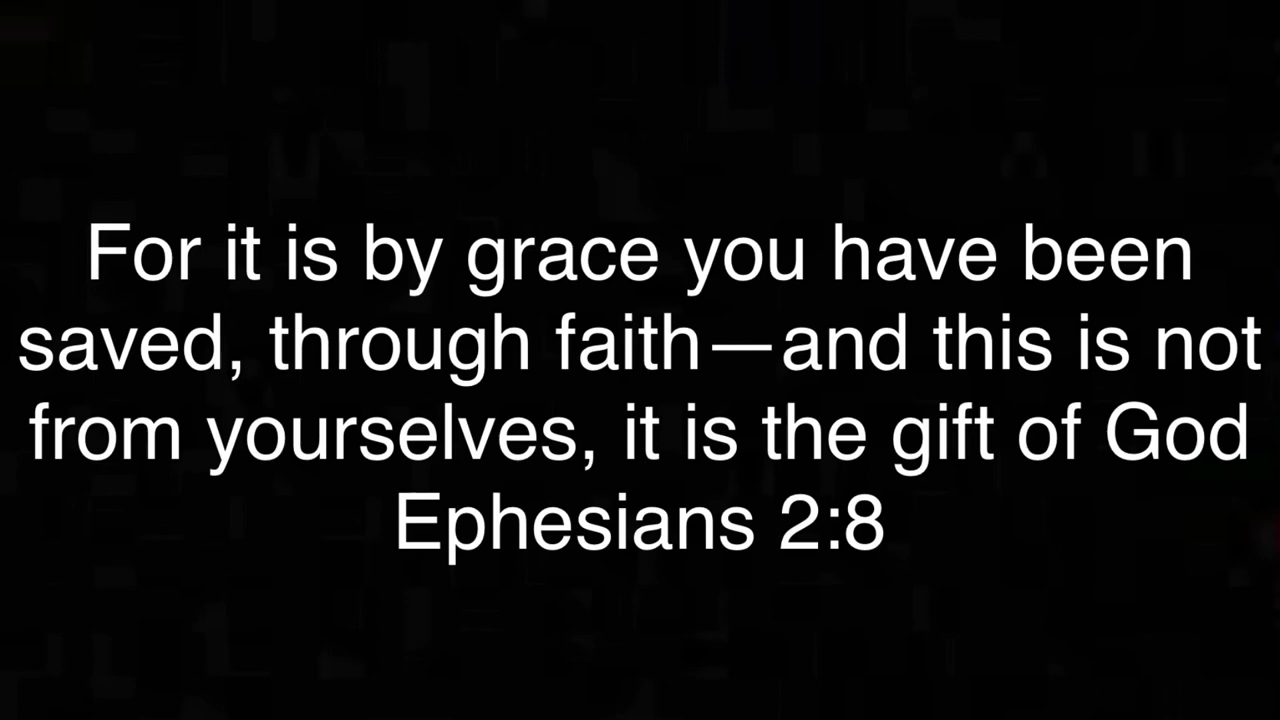 For it is by grace you have been
saved, through faith—and this is not
from yourselves, it is the gift of God
Ephesians 2:8